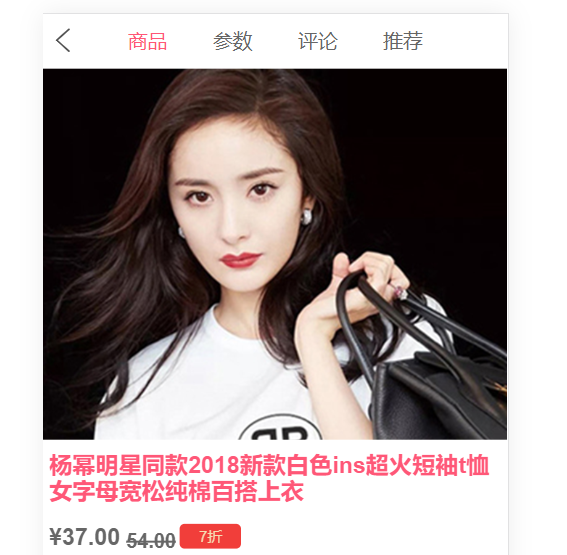 商品 参数 评论 推荐
杨幂明星同款2018新款白色ins超火短袖t恤
女字母宽松纯棉百搭上衣
¥37.00 54.00 7折